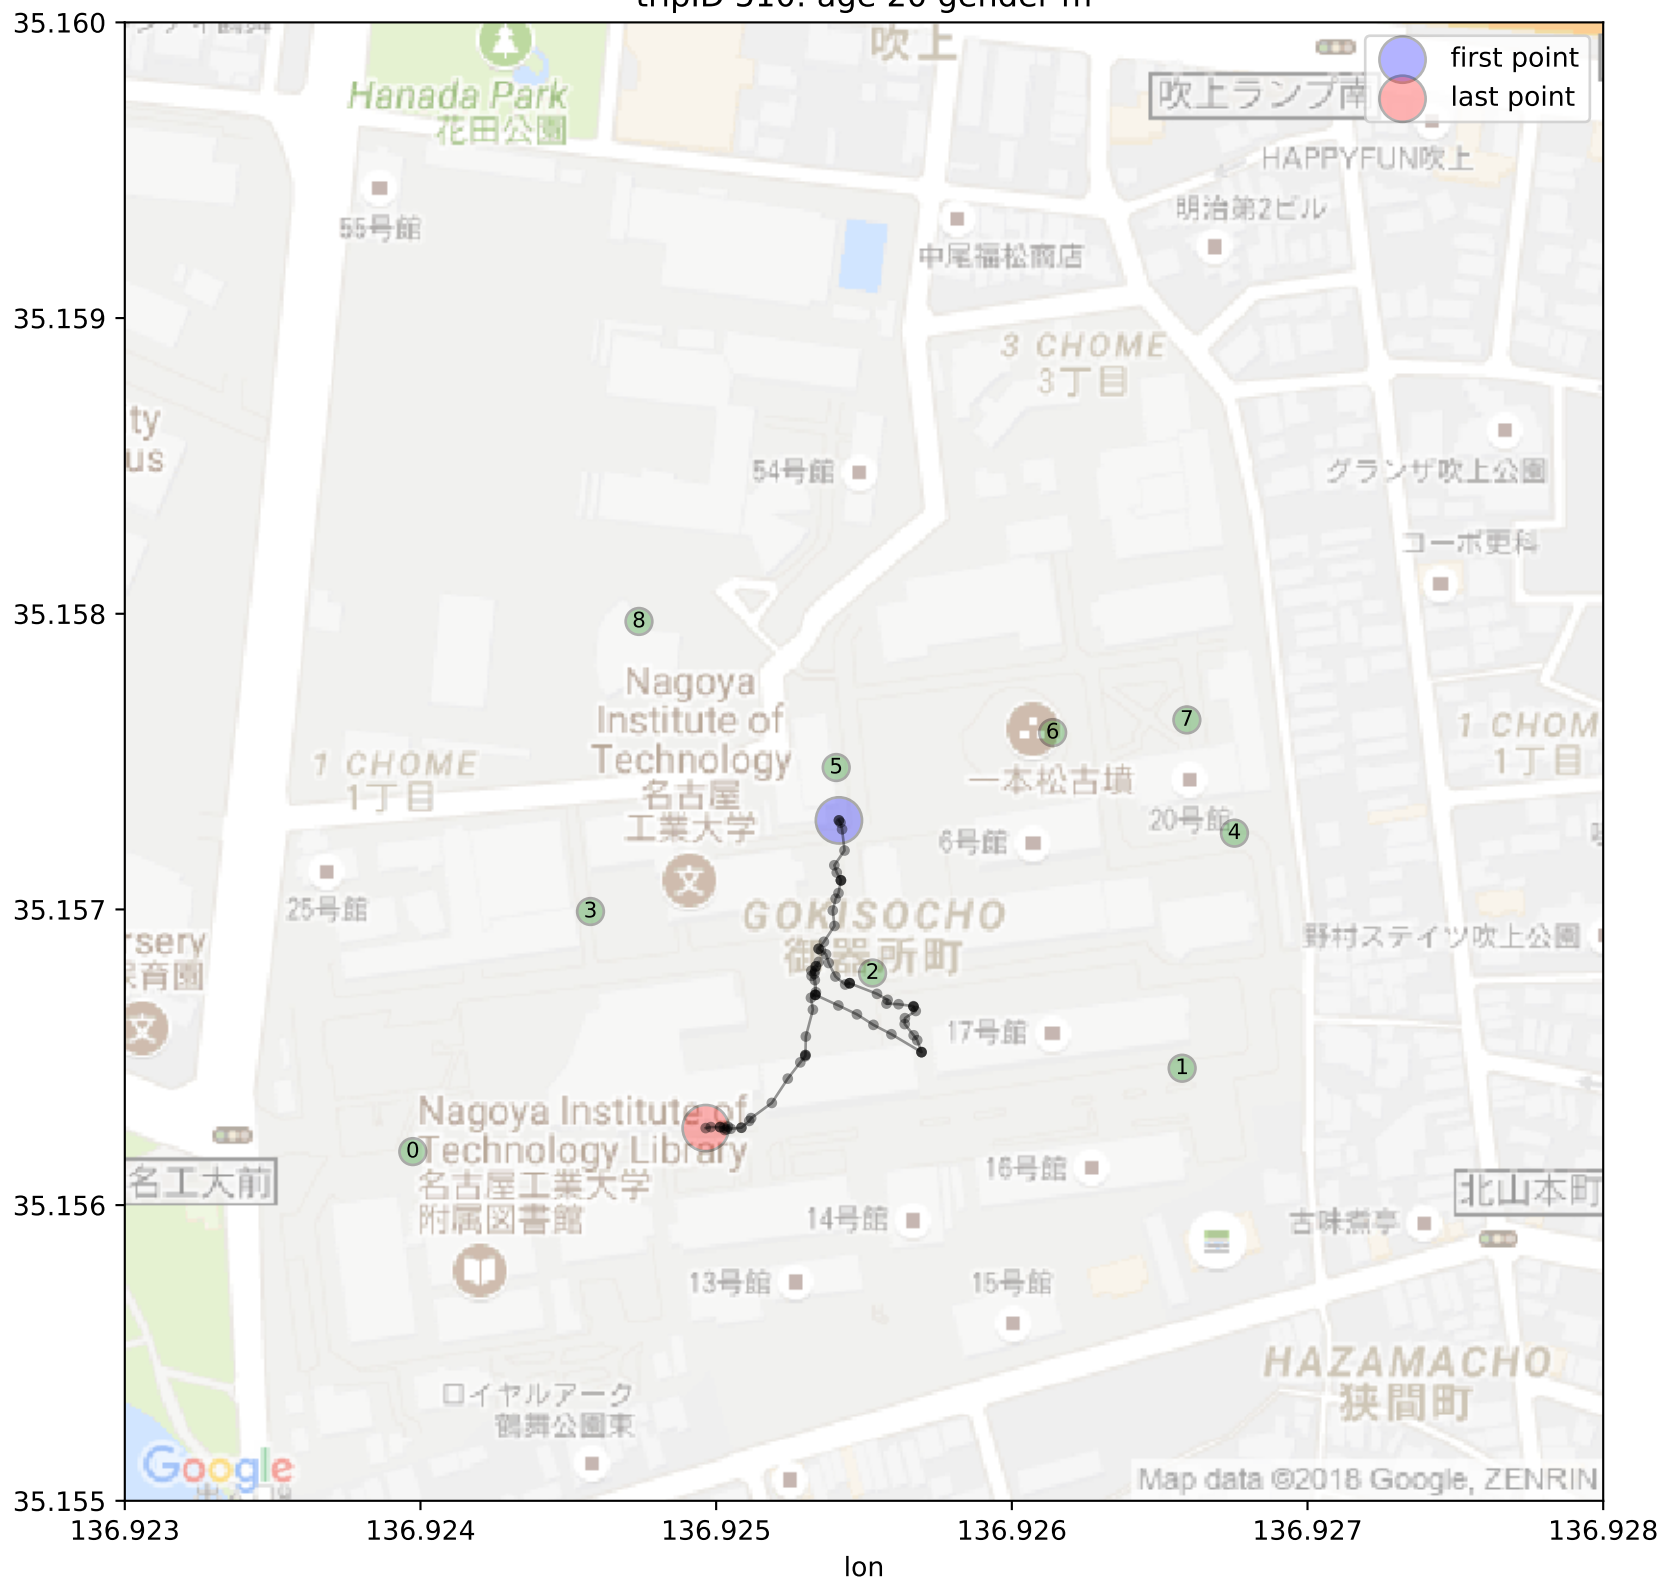 35.160
first point
last point
吹上
吹上ランプ南
Hanada Park
花田公園
HAPPYFUN吹上
明治第2ビル
55号館
中尾福松商店
35.159
3 CHOME
3丁目
ty
us
54号館
グランザ吹上公園
コーポ更科
35.158
8
Nagoya
Institute of
Technology
名古屋
工業大学
7
6
1 CHOM
1丁目
1 CHOME
1丁目
5
一本松古墳
20号館
4
6号館
25号館
3
35.157
GOKISOCHO
御器所町
野村ステイツ吹上公園
rsery
保育園
2
17号館
1
Nagoya Institute of
Technology Library
名古屋工業大学
附属図書館
0
名工大前
16号館
北山本町
35.156
14号館
古味煮亭
13号館
15号館
HAZAMACHO
狭間町
ロイヤルアーク
鶴舞公園東
Google
Map data ©2018 Google, ZENRIN
35.155
136.923
136.924
136.925
136.926
136.927
136.928
lon